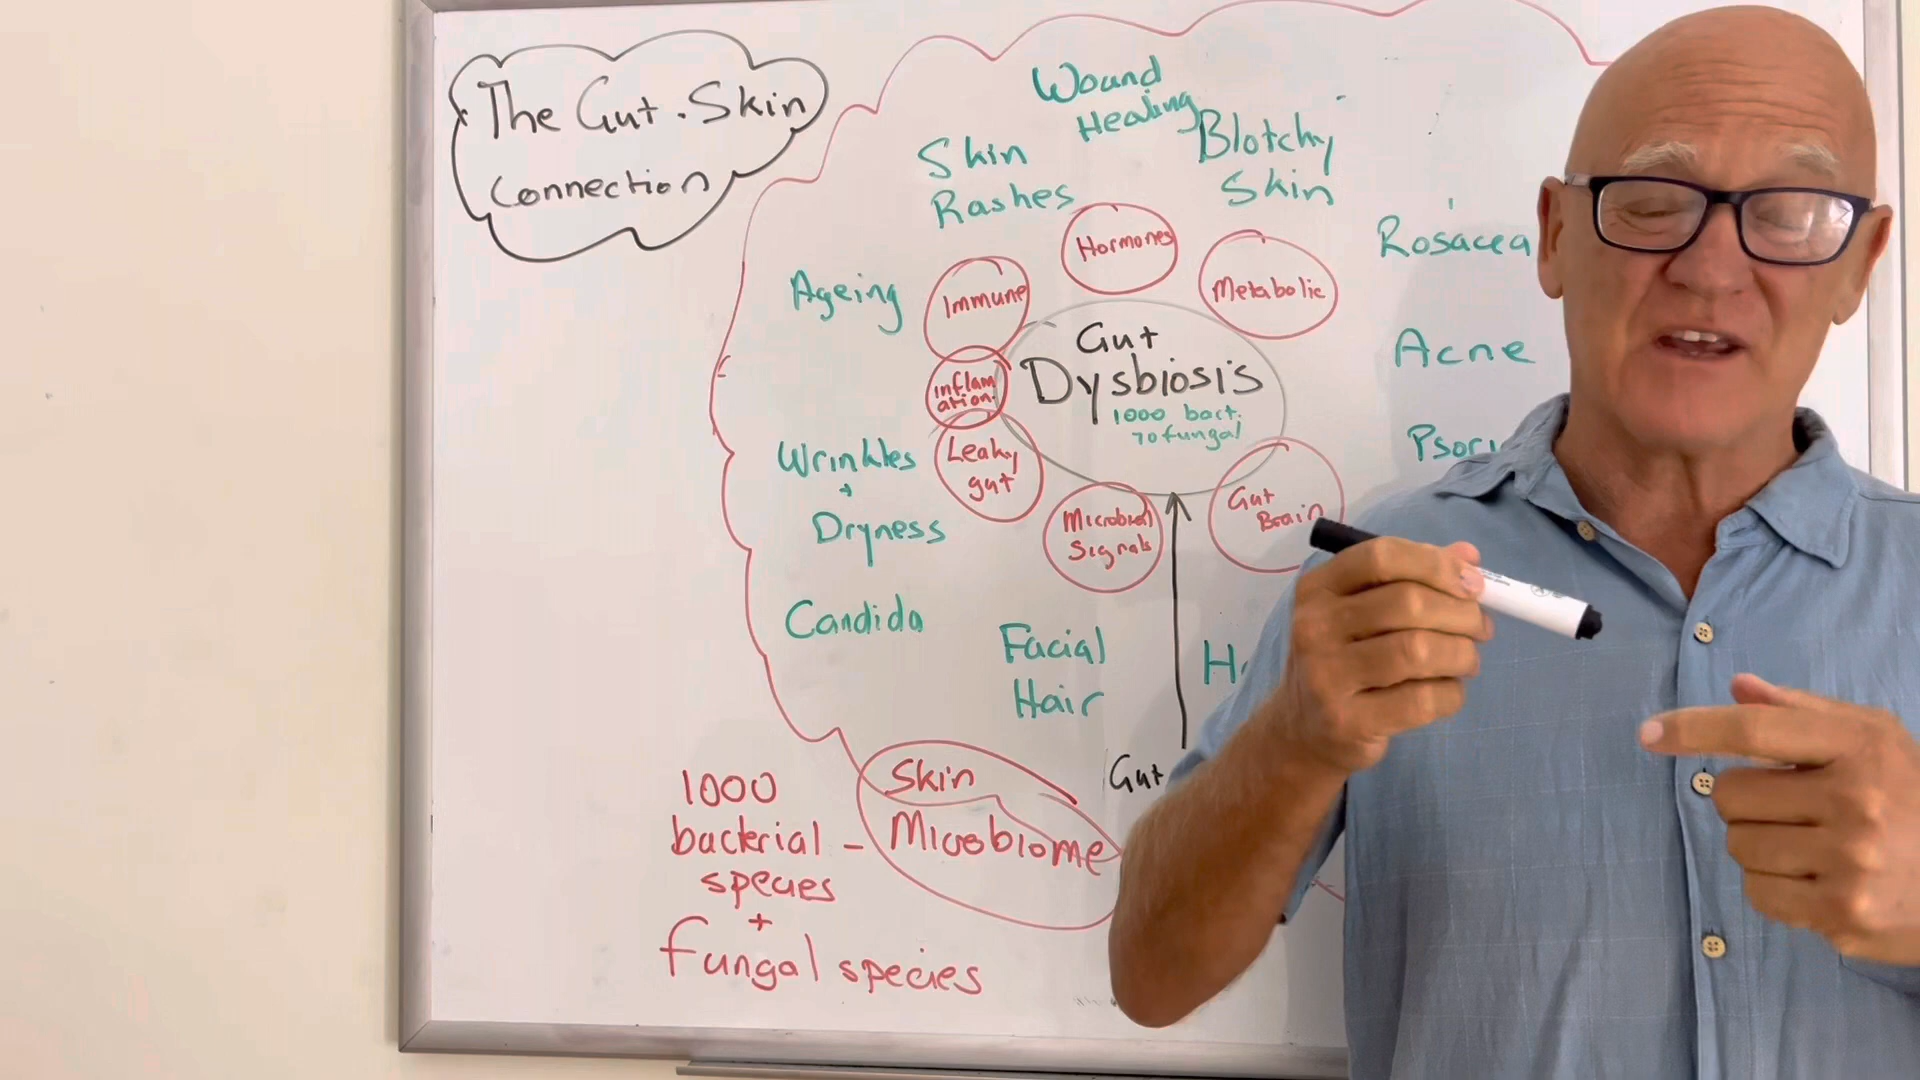 The Gut . Skin
Connection
Wound
Healing
Blotchy
Skin
Skin
Rashes
Rosacea
Hormones
Metabolic
Immune
Ageing
Gut
Dysbiosis
1000 bact.
70 fungal
Acne
inflam
ation.
Wrinkles
+
Dryness
Leaky
gut
Microbial
Signals
Gut
Brain
Candida
Facial
Hair
Gut
Skin
Microbiome
1000
bacterial -
species
+
fungal species